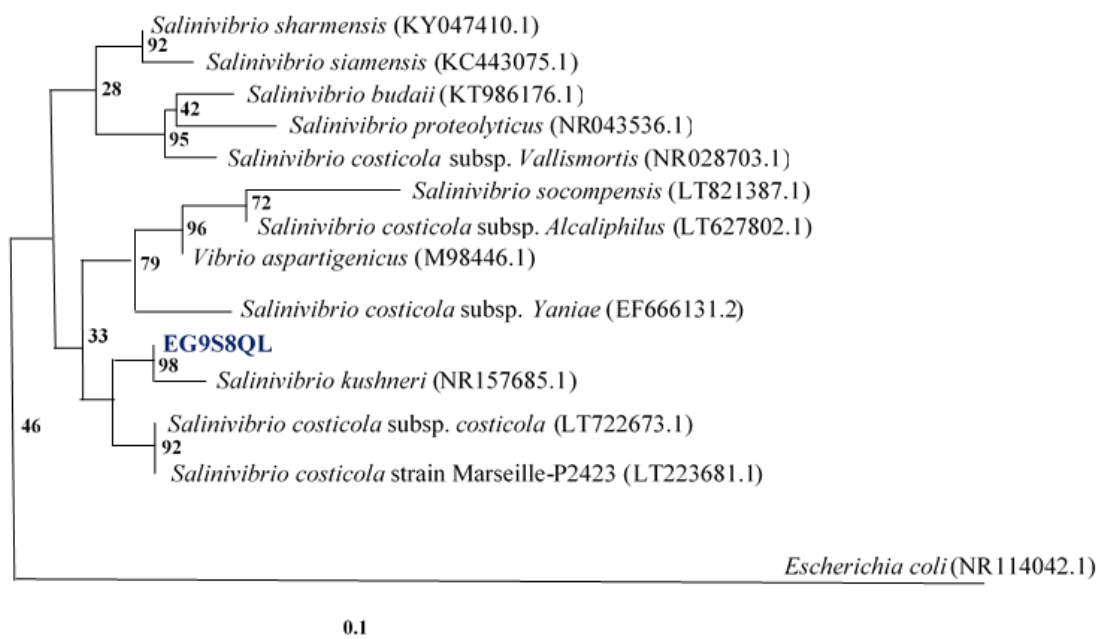 Salinivibrio sharmensis (KY047410.1)
92
Salinivibrio siamensis (KC443075.1)
28
Salinivibrio budaii (KT986176.1)
42
Salinivibrio proteolyticus (NR043536.1)
95
Salinivibrio costicola subsp. Vallismortis (NR028703.1)
Salinivibrio socompensis (LT821387.1)
72
Salinivibrio costicola subsp. Alcaliphilus (LT627802.1)
96
Vibrio aspartigenicus (M98446.1)
79
Salinivibrio costicola subsp. Yaniae (EF666131.2)
33
EG9S8QL
98
Salinivibrio kushneri (NR157685.1)
46
Salinivibrio costicola subsp. costicola (LT722673.1)
92
Salinivibrio costicola strain Marseille-P2423 (LT223681.1)
Escherichia coli (NR114042.1)
0.1